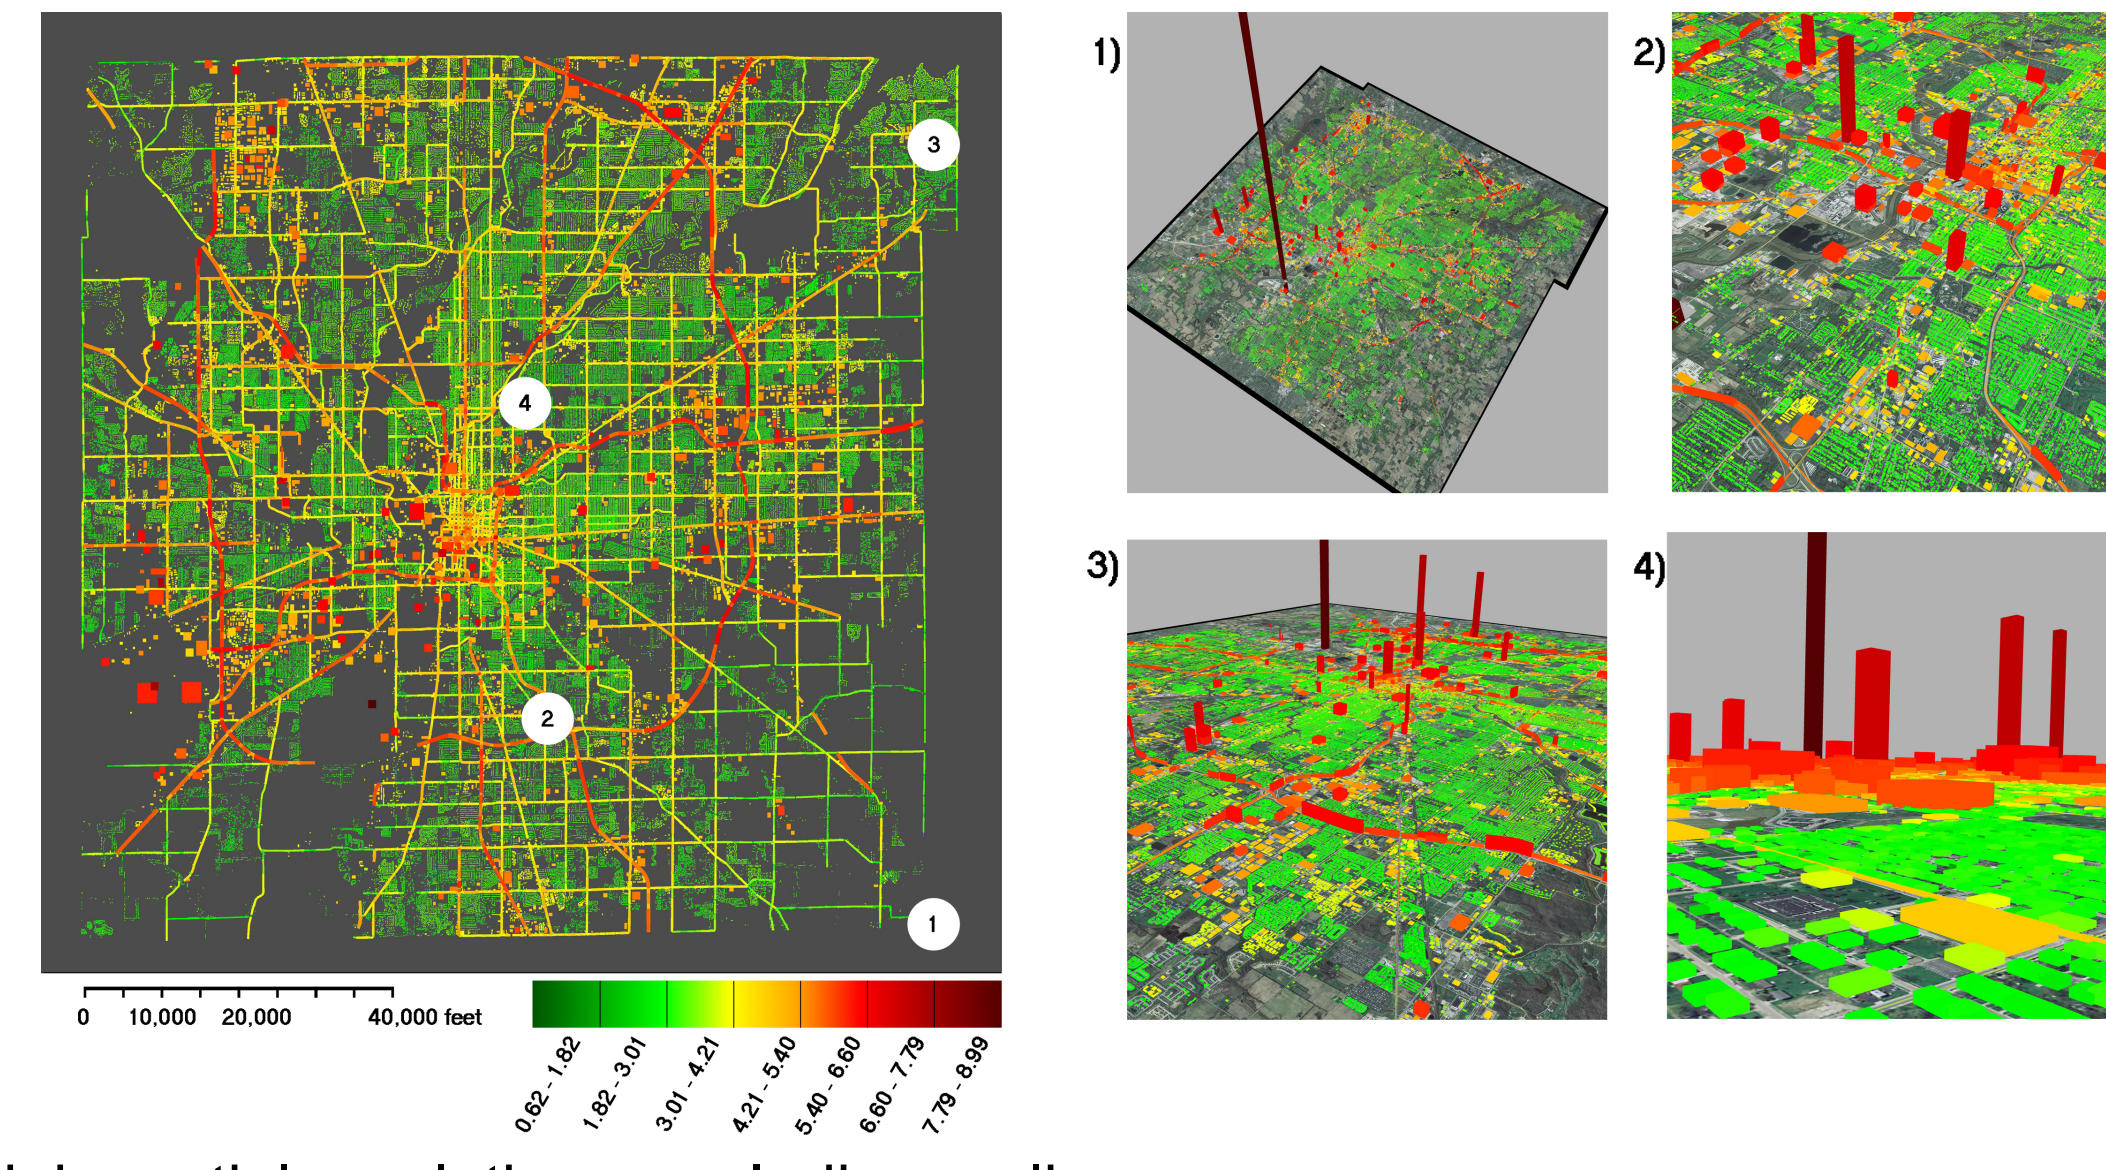 3
4
2
1
0 10,000 20,000 40,000 feet
0.62 - 1.82
1.82 - 3.01
3.01 - 4.21
4.21 - 5.40
5.40 - 6.60
6.60 - 7.79
7.79 - 8.99
1)
2)
3)
4)